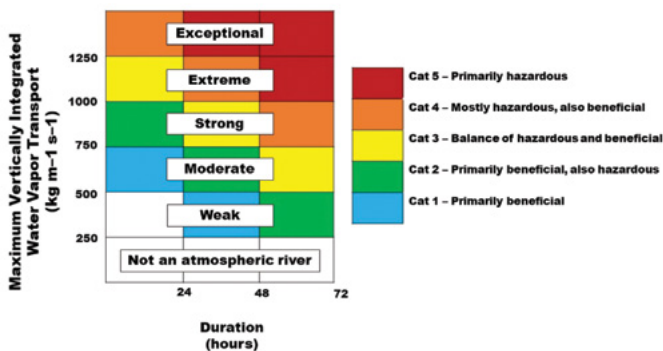 Maximum Vertically Integrated
Water Vapor Transport
(kg m–1 s–1)
1250
1000
750
500
250
Exceptional
Extreme
Strong
Moderate
Weak
Not an atmospheric river
24
48
72
Duration
(hours)
Cat 5 – Primarily hazardous
Cat 4 – Mostly hazardous, also beneficial
Cat 3 – Balance of hazardous and beneficial
Cat 2 – Primarily beneficial, also hazardous
Cat 1 – Primarily beneficial